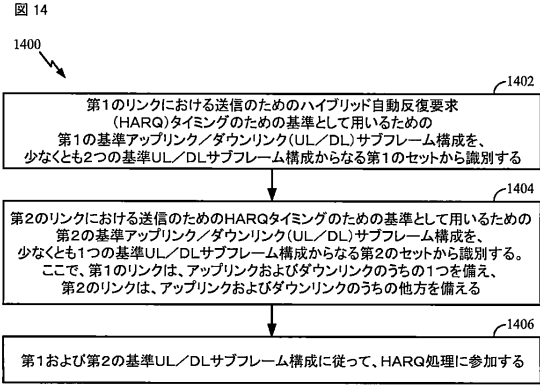 図14
1400
1402
第1のリンクにおける送信のためのハイブリッド自動反復要求
(HARQ)タイミングのための基準として用いるための
第1の基準アップリンク/ダウンリンク(UL/DL)サブフレーム構成を、
少なくとも2つの基準UL/DLサブフレーム構成からなる第1のセットから識別する
1404
第2のリンクにおける送信のためのHARQタイミングのための基準として用いるための
第2の基準アップリンク/ダウンリンク(UL/DL)サブフレーム構成を、
少なくとも1つの基準UL/DLサブフレーム構成からなる第2のセットから識別する。
ここで、第1のリンクは、アップリンクおよびダウンリンクのうちの1つを備え、
第2のリンクは、アップリンクおよびダウンリンクのうちの他方を備える
1406
第1および第2の基準UL/DLサブフレーム構成に従って、HARQ処理に参加する